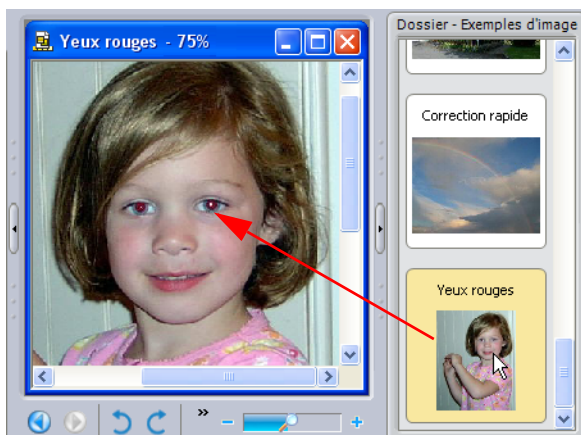 Yeux rouges - 75%
Dossier - Exemples d'image
Correction rapide
Yeux rouges
»